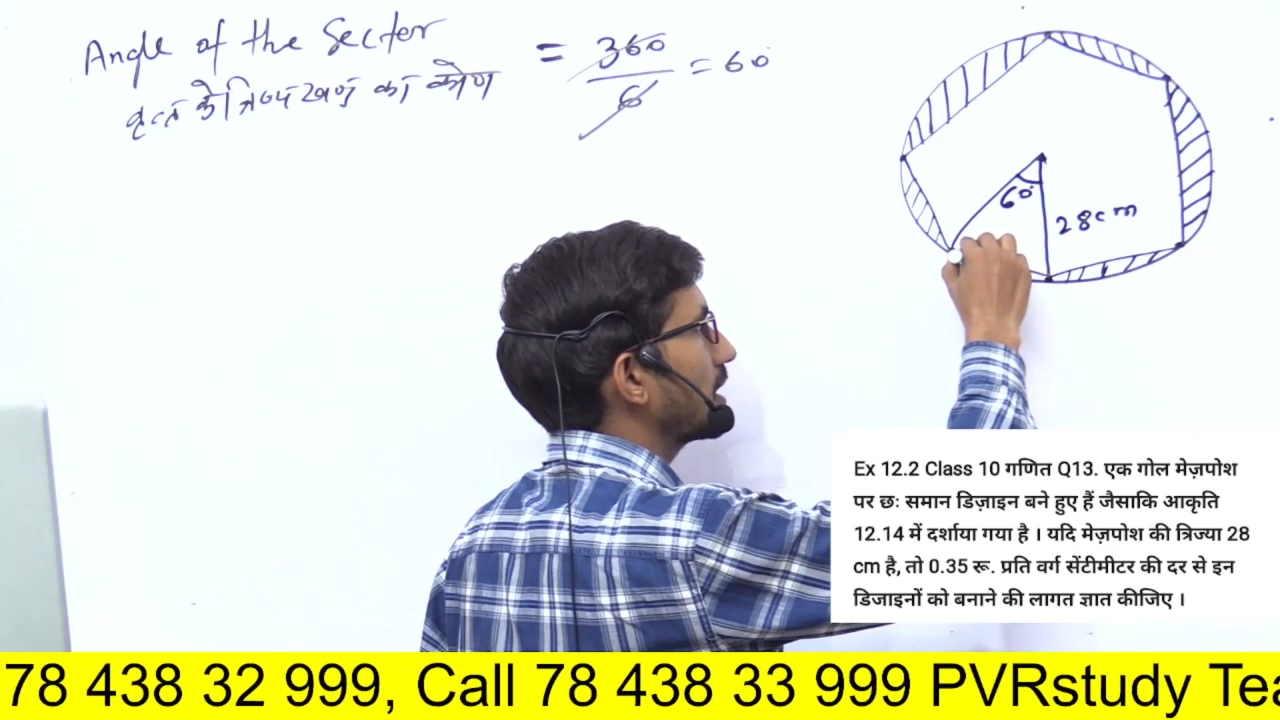 Angle of the Sector = 360/6 = 60°
वृत्त के त्रिज्यखण्ड का कोण
60°
28cm
Ex 12.2 Class 10 गणित Q13. एक गोल मेज़पोश
पर छः समान डिज़ाइन बने हुए हैं जैसाकि आकृति
12.14 में दर्शाया गया है । यदि मेज़पोश की त्रिज्या 28
cm है, तो 0.35 रू. प्रति वर्ग सेंटीमीटर की दर से इन
डिजाइनों को बनाने की लागत ज्ञात कीजिए ।
78 438 32 999, Call 78 438 33 999 PVRstudy Tea